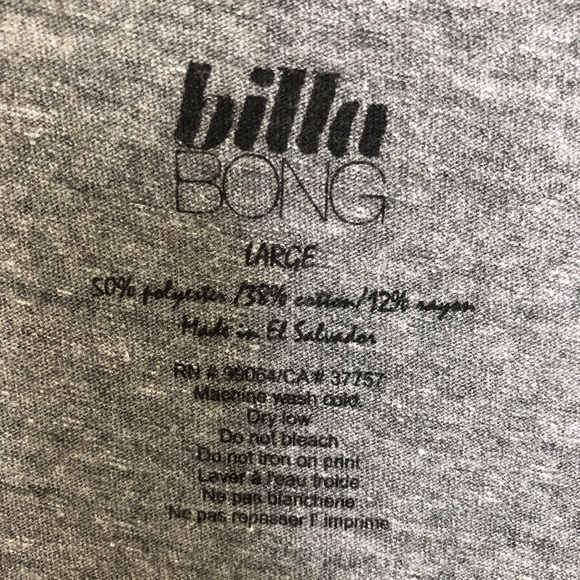 billa
BONG
LARGE
50% polyester /38% cotton/12% rayon
Made in El Salvador
RN # 99064/CA# 37757
Machine wash cold
Dry low
Do not bleach
Do not iron on print
Laver à l'eau froide
Ne pas blancherie
Ne pas repasser l' imprime